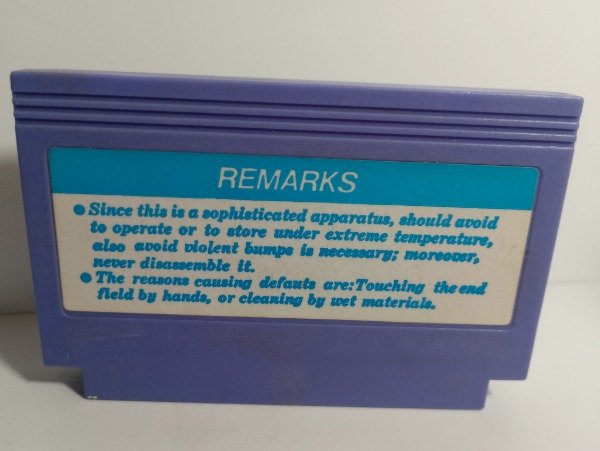 REMARKS
● Since this is a sophisticated apparatus, should avoid
to operate or to store under extreme temperature,
also avoid violent bumps is necessary; moreover,
never disassemble it.
● The reasons causing defants are:Touching the end
field by hands, or cleaning by wet materials.